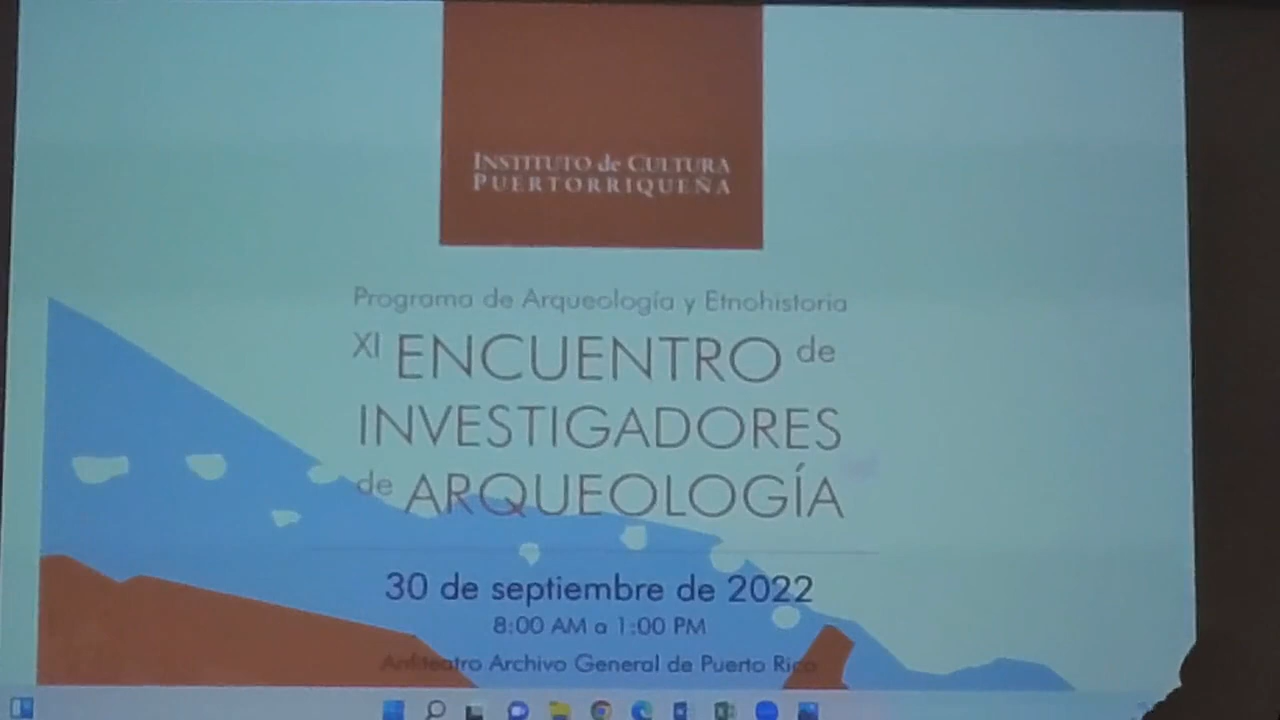 INSTITUTO de CULTURA
PUERTORRIQUEÑA
Programa de Arqueología y Etnohistoria
XI ENCUENTRO de
INVESTIGADORES
de ARQUEOLOGÍA
30 de septiembre de 2022
8:00 AM a 1:00 PM
Anfiteatro Archivo General de Puerto Rico